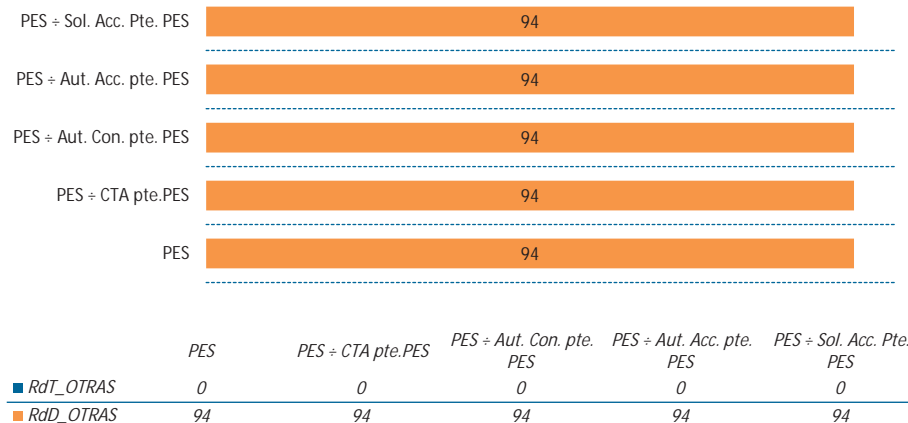 PES ÷ Sol. Acc. Pte. PES
94
PES ÷ Aut. Acc. pte. PES
94
PES ÷ Aut. Con. pte. PES
94
PES ÷ CTA pte.PES
94
PES
94
PES
PES ÷ CTA pte.PES
PES ÷ Aut. Con. pte.
PES
PES ÷ Aut. Acc. pte.
PES
PES ÷ Sol. Acc. Pte.
PES
RdT_OTRAS 0 0 0 0 0
RdD_OTRAS 94 94 94 94 94